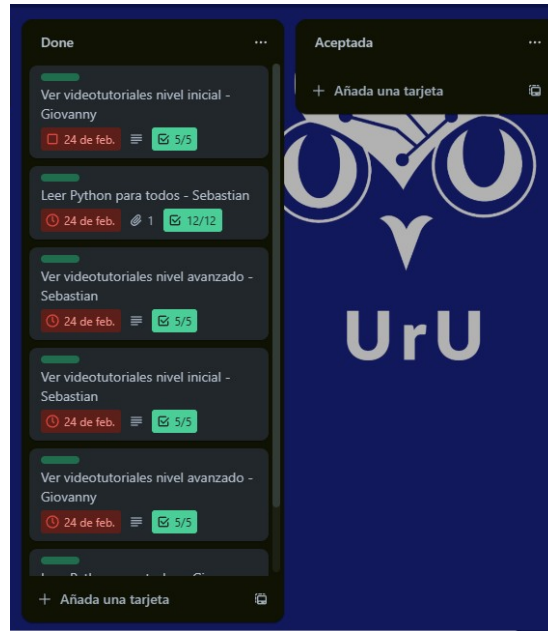 Done
Ver videotutoriales nivel inicial -
Giovanny
24 de feb. 5/5
Leer Python para todos - Sebastian
24 de feb. 1 12/12
Ver videotutoriales nivel avanzado -
Sebastian
24 de feb. 5/5
Ver videotutoriales nivel inicial -
Sebastian
24 de feb. 5/5
Ver videotutoriales nivel avanzado -
Giovanny
24 de feb. 5/5
+ Añada una tarjeta
Aceptada
+ Añada una tarjeta
UrU